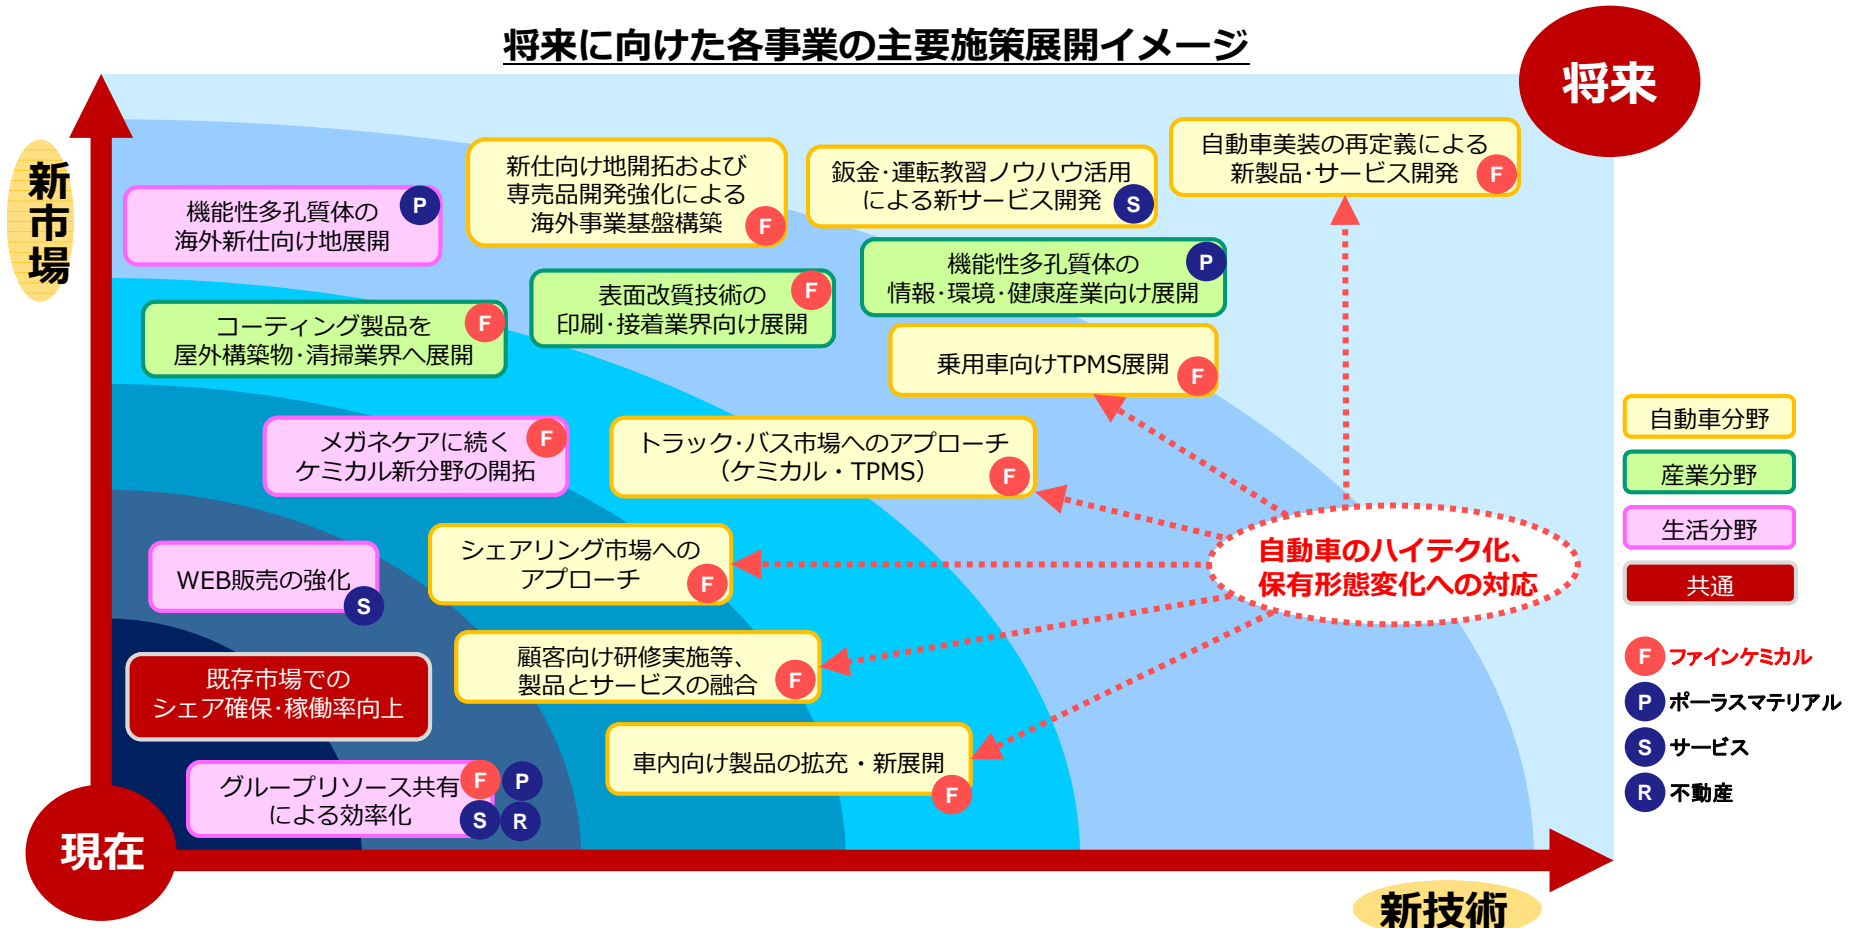 将来に向けた各事業の主要施策展開イメージ
将来
新市場
自動車美装の再定義による
新製品・サービス開発
F
新仕向け地開拓および
専売品開発強化による
海外事業基盤構築
F
鈑金・運転教習ノウハウ活用
による新サービス開発
S
機能性多孔質体の
海外新仕向け地展開
P
機能性多孔質体の
情報・環境・健康産業向け展開
P
表面改質技術の
印刷・接着業界向け展開
F
コーティング製品を
屋外構築物・清掃業界へ展開
F
乗用車向けTPMS展開
F
メガネケアに続く
ケミカル新分野の開拓
F
トラック・バス市場へのアプローチ
（ケミカル・TPMS）
F
シェアリング市場への
アプローチ
F
自動車のハイテク化、
保有形態変化への対応
WEB販売の強化
S
顧客向け研修実施等、
製品とサービスの融合
F
既存市場での
シェア確保・稼働率向上
車内向け製品の拡充・新展開
F
グループリソース共有
による効率化
F P
S R
現在
新技術
自動車分野
産業分野
生活分野
共通
F ファインケミカル
P ポーラスマテリアル
S サービス
R 不動産